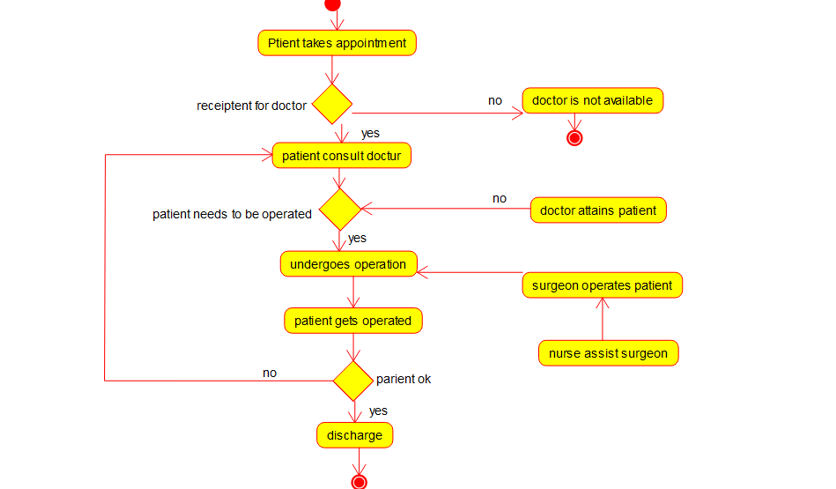 Ptient takes appointment
receiptent for doctor
no
doctor is not available
yes
patient consult doctur
no
patient needs to be operated
doctor attains patient
yes
undergoes operation
surgeon operates patient
patient gets operated
nurse assist surgeon
no
parient ok
yes
discharge